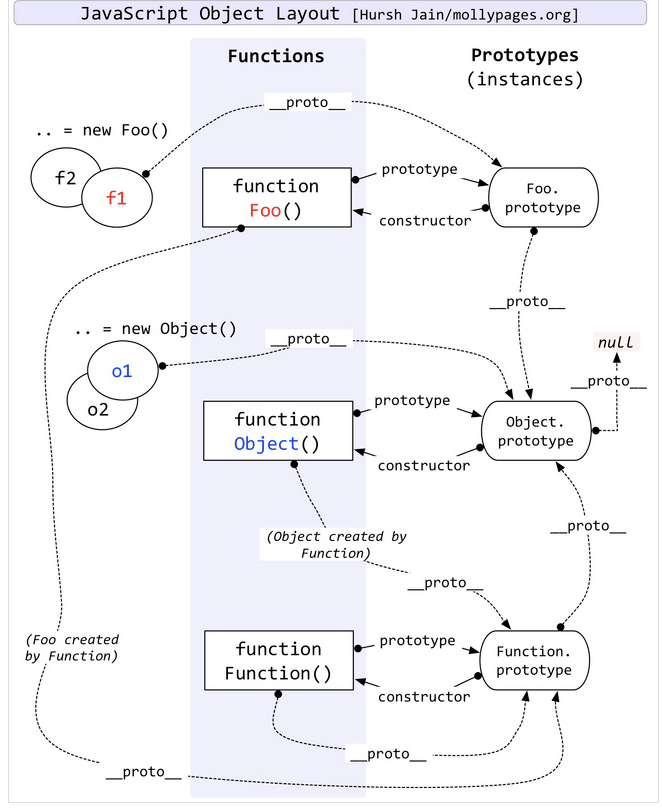 JavaScript Object Layout [Hursh Jain/mollypages.org]
Functions
Prototypes
(instances)
__proto__
.. = new Foo()
f2
f1
function
Foo()
prototype
constructor
Foo.
prototype
__proto__
.. = new Object()
__proto__
null
__proto__
o1
o2
function
Object()
prototype
constructor
Object.
prototype
(Object created by
Function)
__proto__
__proto__
(Foo created
by Function)
function
Function()
prototype
constructor
Function.
prototype
__proto__
__proto__